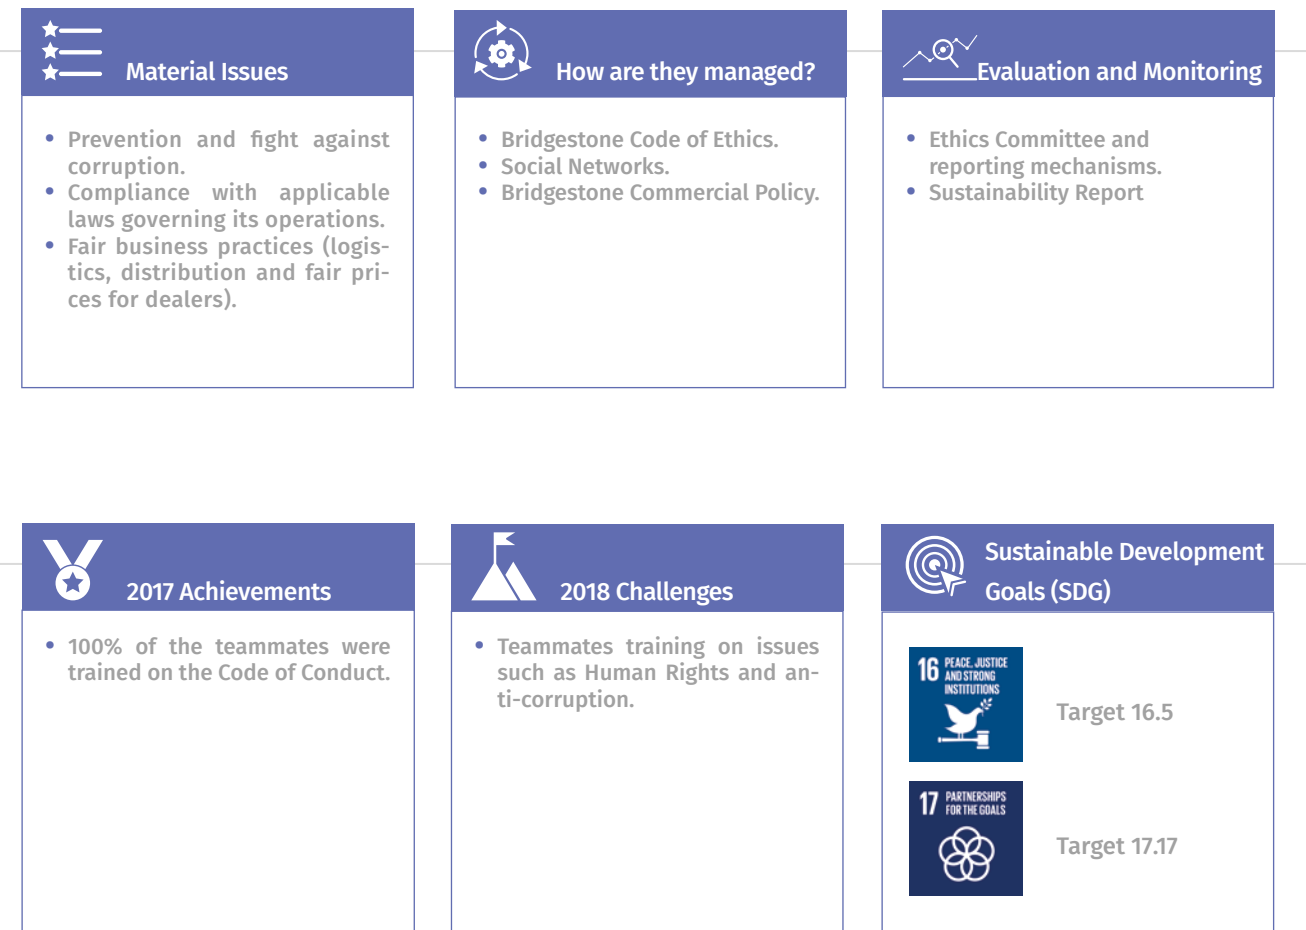 Material Issues
• Prevention and fight against
corruption.
• Compliance with applicable
laws governing its operations.
• Fair business practices (logis-
tics, distribution and fair pri-
ces for dealers).
How are they managed?
• Bridgestone Code of Ethics.
• Social Networks.
• Bridgestone Commercial Policy.
Evaluation and Monitoring
• Ethics Committee and
reporting mechanisms.
• Sustainability Report
2017 Achievements
• 100% of the teammates were
trained on the Code of Conduct.
2018 Challenges
• Teammates training on issues
such as Human Rights and an-
ti-corruption.
Sustainable Development
Goals (SDG)
16 PEACE, JUSTICE
AND STRONG
INSTITUTIONS
Target 16.5
17 PARTNERSHIPS
FOR THE GOALS
Target 17.17